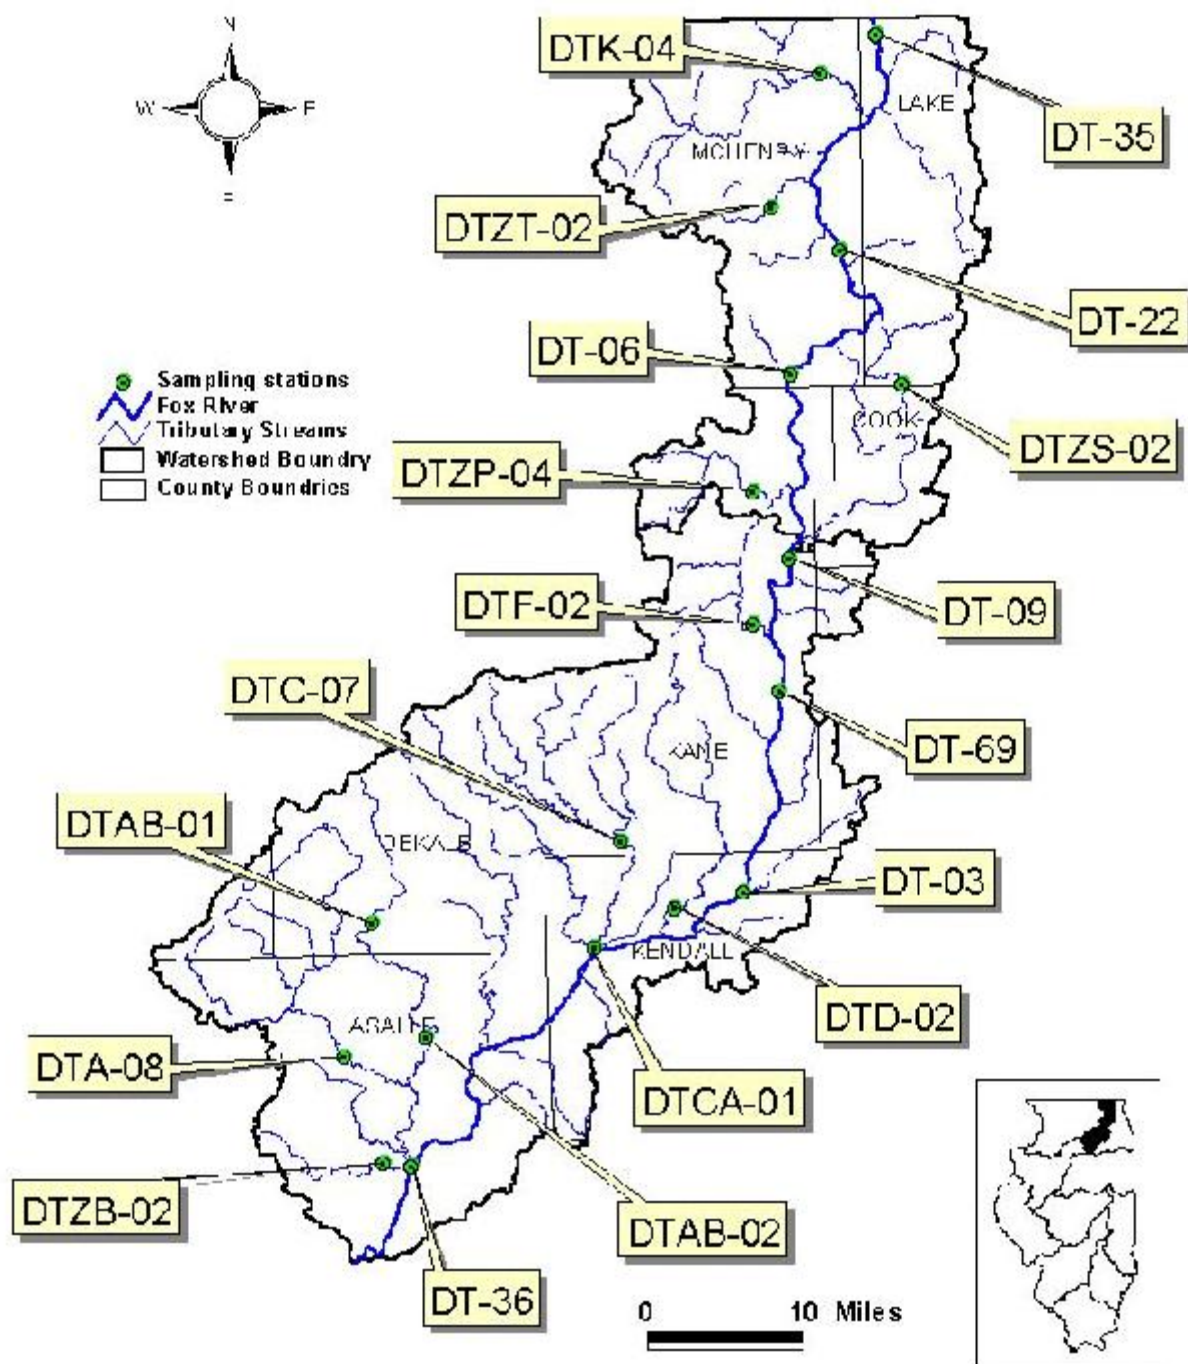 N
DTK-04
W
LAKE
DT-35
MCHENRY
DTZT-02
DT-22
DT-06
Sampling stations
Fox River
Tributary Streams
Watershed Boundry
County Boundries
COOK
DTZS-02
DTZP-04
DTF-02
DT-09
DTC-07
KANE
DT-69
DTAB-01
DEKALB
DT-03
KENDALL
DTD-02
ASALLE
DTA-08
DTCA-01
DTZB-02
DTAB-02
DT-36
0 10 Miles